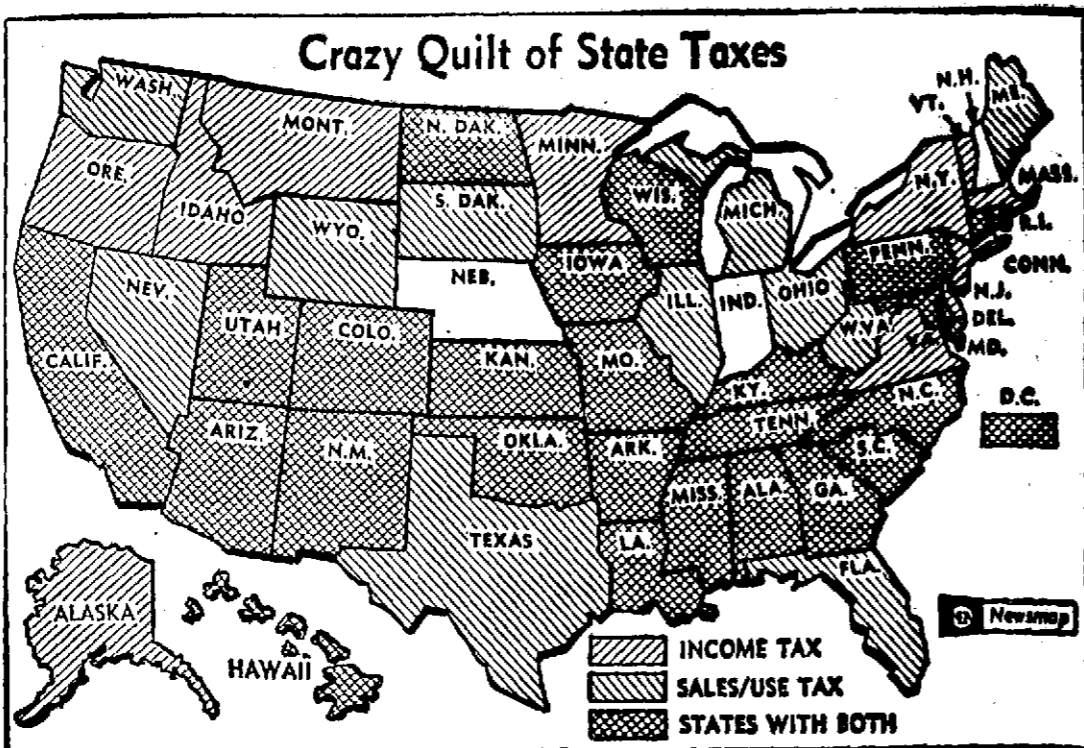 Crazy Quilt of State Taxes
WASH.
MONT.
N. DAK.
MINN.
N.H.
VT.
ME.
ORE.
IDAHO
WYO.
S. DAK.
WIS.
MICH.
N.Y.
MASS.
R.I.
CONN.
NEV.
NEB.
IOWA
PENN.
N.J.
UTAH
COLO.
ILL.
IND.
OHIO
W.VA
DEL.
MD.
CALIF.
KAN.
MO.
KY.
VA.
N.C.
D.C.
ARIZ.
N.M.
OKLA.
ARK.
TENN.
S.C.
TEXAS
LA.
MISS.
ALA.
GA.
FLA.
ALASKA
HAWAII
Newsmap
INCOME TAX
SALES/USE TAX
STATES WITH BOTH